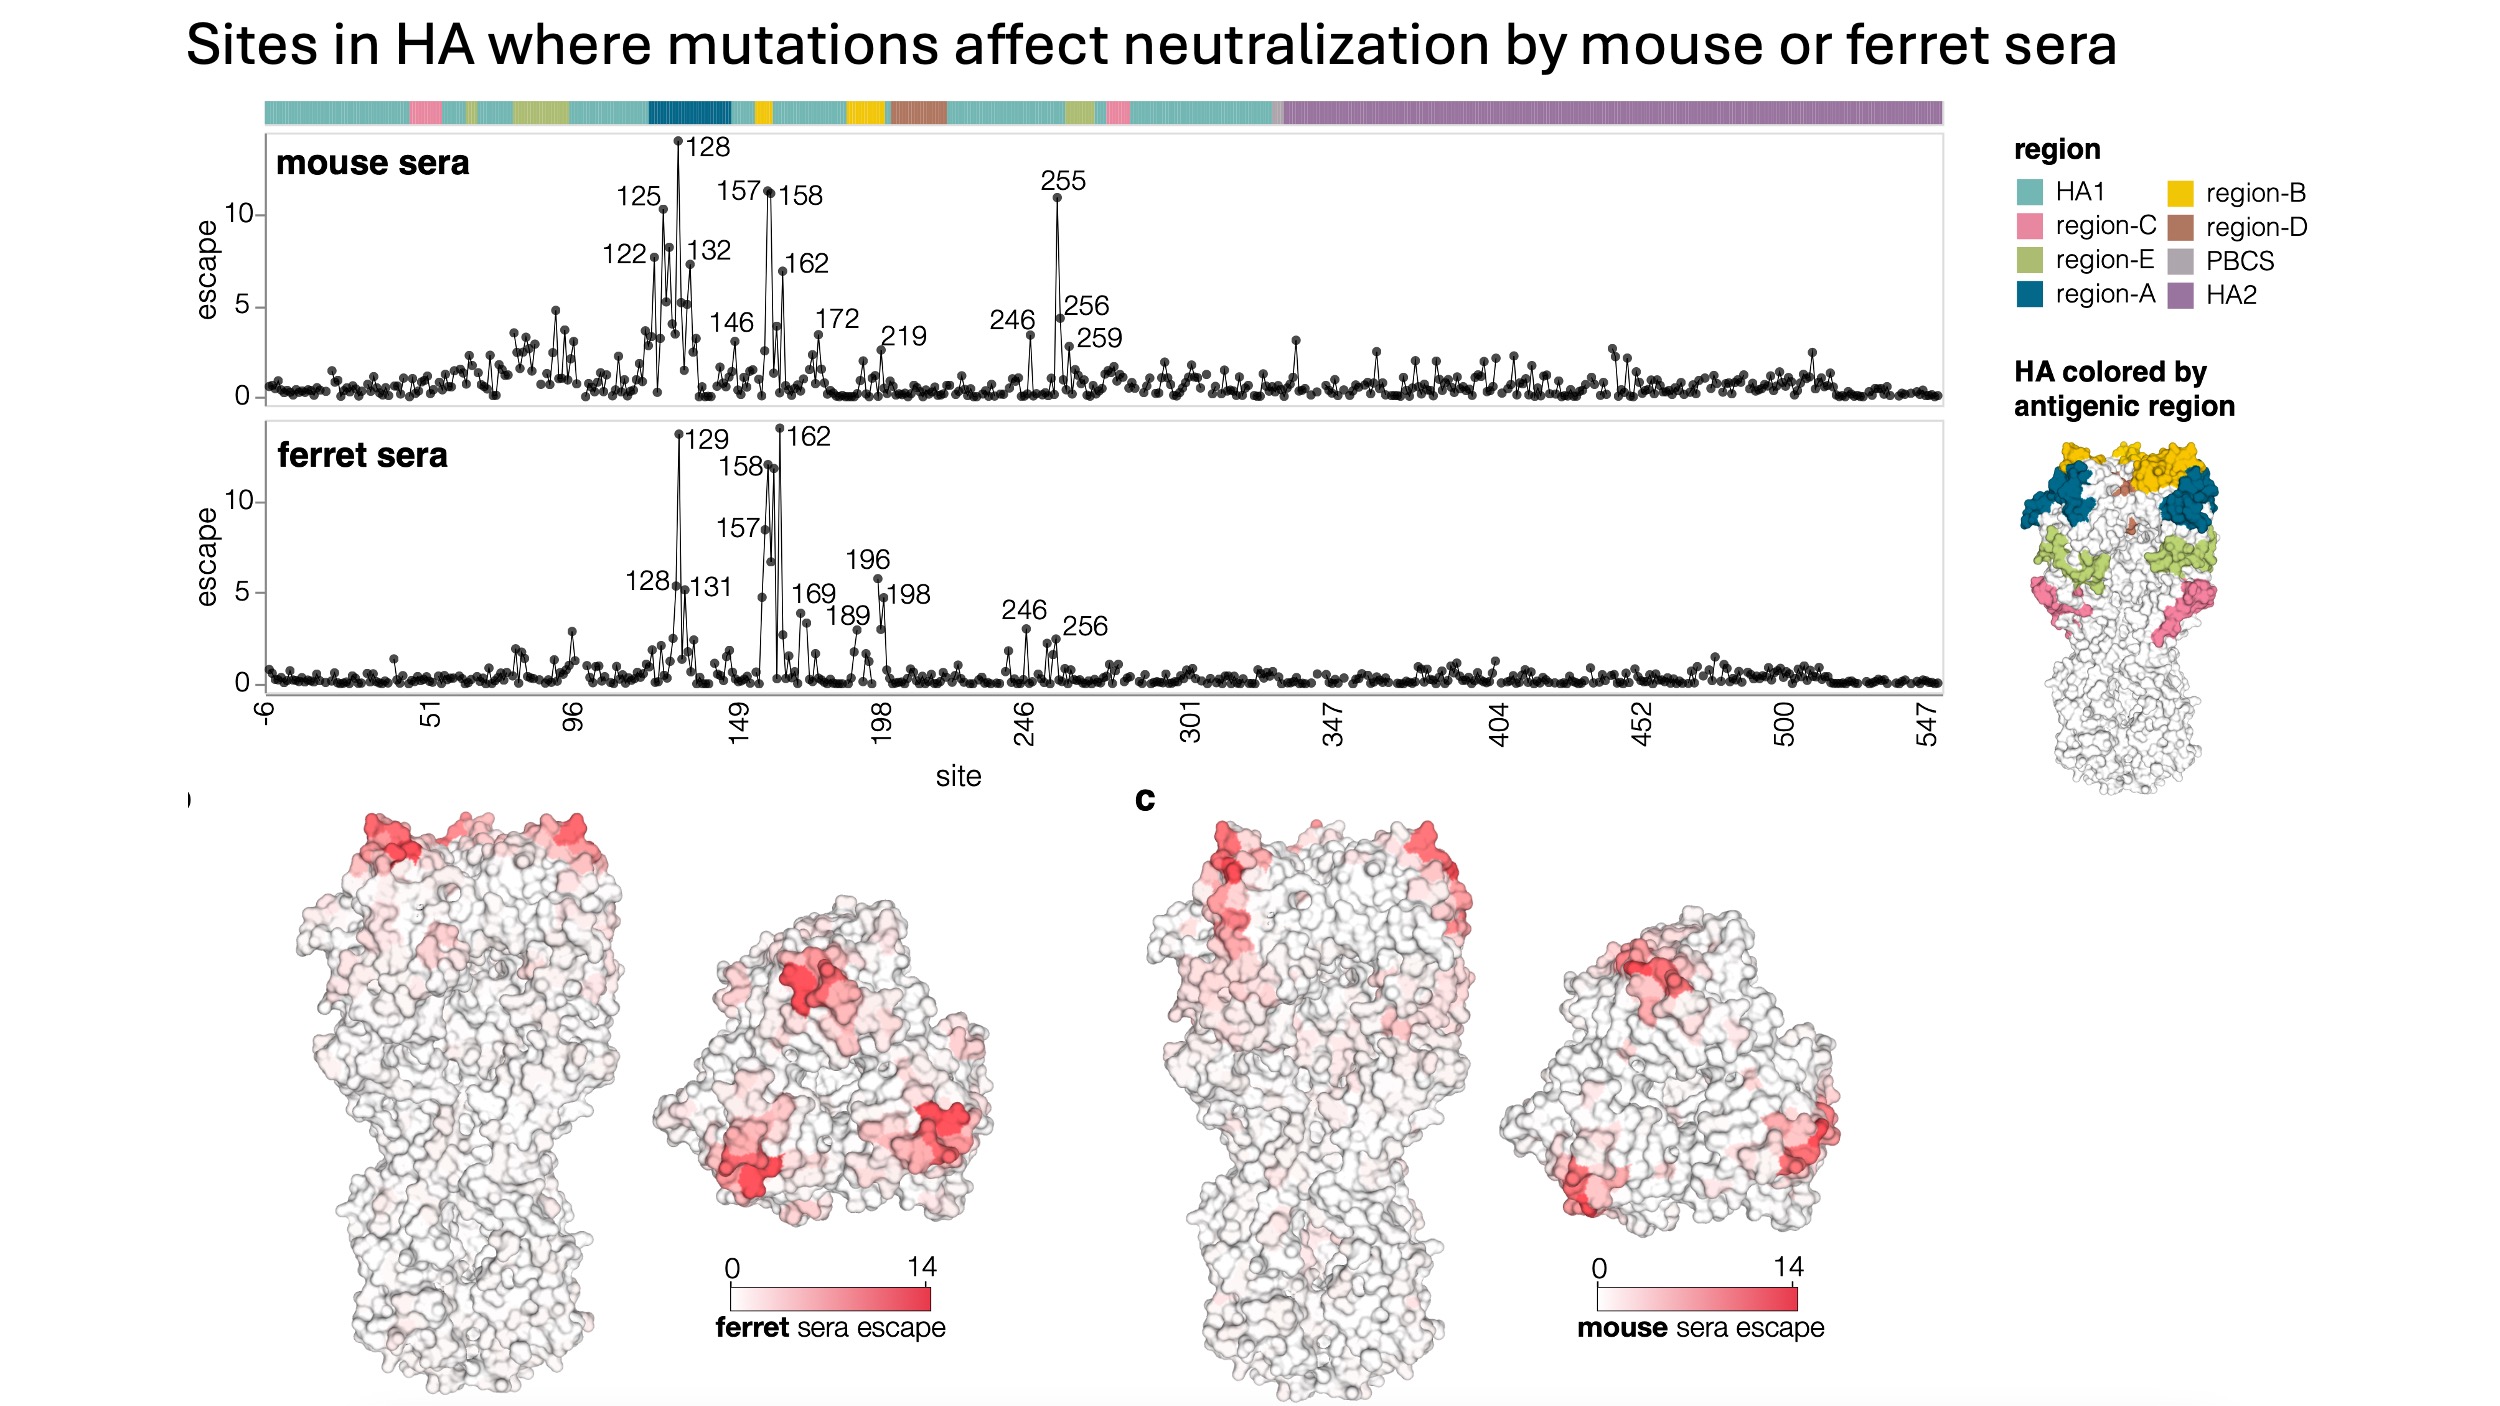 Sites in HA where mutations affect neutralization by mouse or ferret sera
mouse sera
escape
10
5
0
128
125
157
158
255
122
132
162
146
172
219
246
256
259
ferret sera
escape
10
5
0
129
162
158
157
128
131
169
189
196
198
246
256
-6
51
96
149
198
246
301
347
404
452
500
547
site
region
HA1
region-B
region-C
region-D
region-E
PBCS
region-A
HA2
HA colored by
antigenic region
c
0
14
ferret sera escape
0
14
mouse sera escape